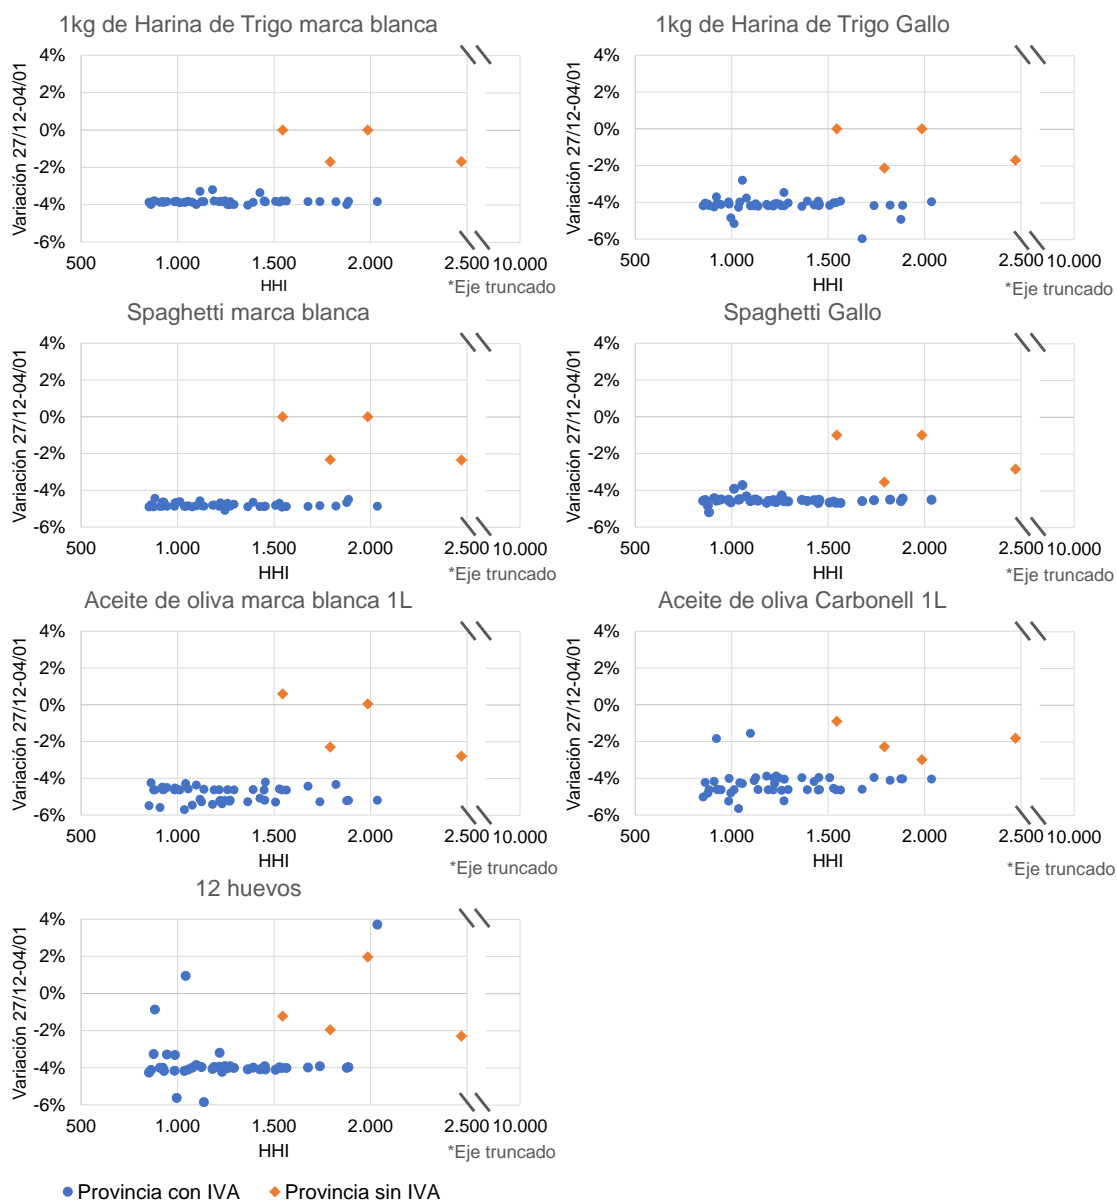 1kg de Harina de Trigo marca blanca
Variación 27/12-04/01
4%
2%
0%
-2%
-4%
-6%
500 1.000 1.500 2.000 2.500 10.000
HHI
*Eje truncado
1kg de Harina de Trigo Gallo
Variación 27/12-04/01
4%
2%
0%
-2%
-4%
-6%
500 1.000 1.500 2.000 2.500 10.000
HHI
*Eje truncado
Spaghetti marca blanca
Variación 27/12-04/01
4%
2%
0%
-2%
-4%
-6%
500 1.000 1.500 2.000 2.500 10.000
HHI
*Eje truncado
Spaghetti Gallo
Variación 27/12-04/01
4%
2%
0%
-2%
-4%
-6%
500 1.000 1.500 2.000 2.500 10.000
HHI
*Eje truncado
Aceite de oliva marca blanca 1L
Variación 27/12-04/01
4%
2%
0%
-2%
-4%
-6%
500 1.000 1.500 2.000 2.500 10.000
HHI
*Eje truncado
Aceite de oliva Carbonell 1L
Variación 27/12-04/01
4%
2%
0%
-2%
-4%
-6%
500 1.000 1.500 2.000 2.500 10.000
HHI
*Eje truncado
12 huevos
Variación 27/12-04/01
4%
2%
0%
-2%
-4%
-6%
500 1.000 1.500 2.000 2.500 10.000
HHI
*Eje truncado
Provincia con IVA Provincia sin IVA